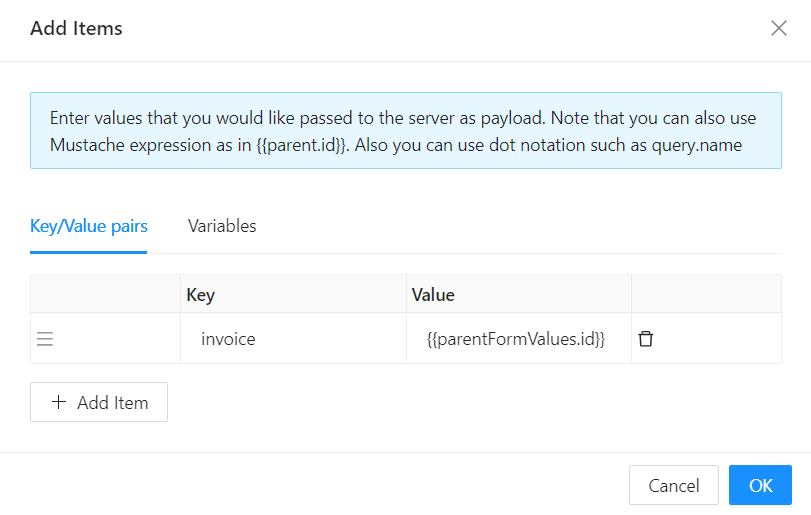 Add Items
Enter values that you would like passed to the server as payload. Note that you can also use
Mustache expression as in {{parent.id}}. Also you can use dot notation such as query.name
Key/Value pairs Variables
Key Value
invoice {{parentFormValues.id}}
Add Item
Cancel OK